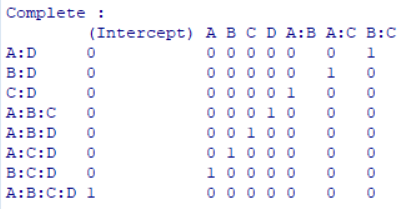 Complete :
(Intercept) A B C D A:B A:C B:C
A:D 0 0 0 0 0 0 0 1
B:D 0 0 0 0 0 0 1 0
C:D 0 0 0 0 0 1 0 0
A:B:C 0 0 0 0 1 0 0 0
A:B:D 0 0 0 1 0 0 0 0
A:C:D 0 0 1 0 0 0 0 0
B:C:D 0 1 0 0 0 0 0 0
A:B:C:D 1 0 0 0 0 0 0 0